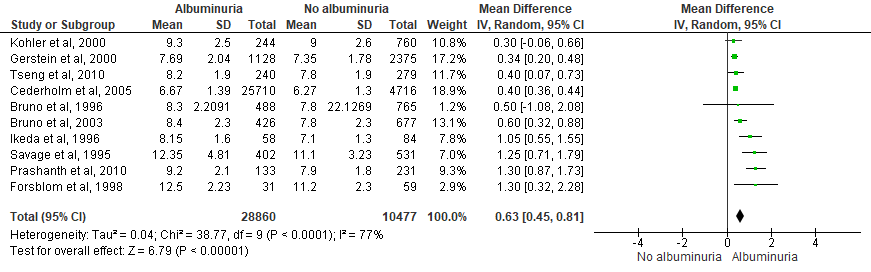 Albuminuria No albuminuria Mean Difference Mean Difference
Study or Subgroup Mean SD Total Mean SD Total Weight IV, Random, 95% CI IV, Random, 95% CI
Kohler et al, 2000 9.3 2.5 244 9 2.6 760 10.8% 0.30 [-0.06, 0.66]
Gerstein et al, 2000 7.69 2.04 1128 7.35 1.78 2375 17.2% 0.34 [0.20, 0.48]
Tseng et al, 2010 8.2 1.9 240 7.8 1.9 279 11.5% 0.40 [0.07, 0.73]
Cederholm et al, 2005 6.67 1.39 25710 6.27 1.3 4716 18.5% 0.40 [0.36, 0.44]
Bruno et al, 1996 8.3 2.2091 488 7.8 22.1269 765 1.2% 0.50 [-1.08, 2.08]
Bruno et al, 2003 8.4 2.3 426 7.8 2.3 677 13.1% 0.60 [0.32, 0.88]
Ikeda et al, 1996 8.15 1.6 58 7.1 1.3 84 7.7% 1.05 [0.55, 1.55]
Savage et al, 1995 12.35 4.81 402 11.1 3.23 531 7.1% 1.25 [0.71, 1.79]
Prashanth et al, 2010 9.2 2.1 133 7.9 1.8 231 9.3% 1.30 [0.87, 1.73]
Forsblom et al, 1998 12.5 2.23 31 11.2 2.3 59 2.9% 1.30 [0.32, 2.28]
Total (95% CI) 28860 10477 100.0% 0.63 [0.45, 0.81]
Heterogeneity: Tau² = 0.04; Chi² = 38.77, df = 9 (P < 0.0001); I² = 77%
Test for overall effect: Z = 6.79 (P < 0.00001)
-4 -2 0 2 4
No albuminuria Albuminuria